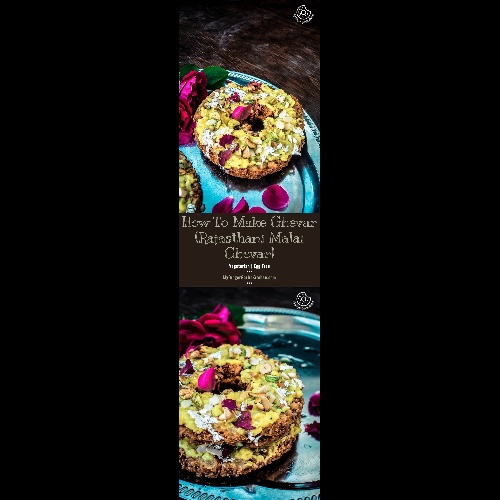 How To Make Ghevar
{Rajasthani Malai
Ghevar}
Vegetarian | Egg Free